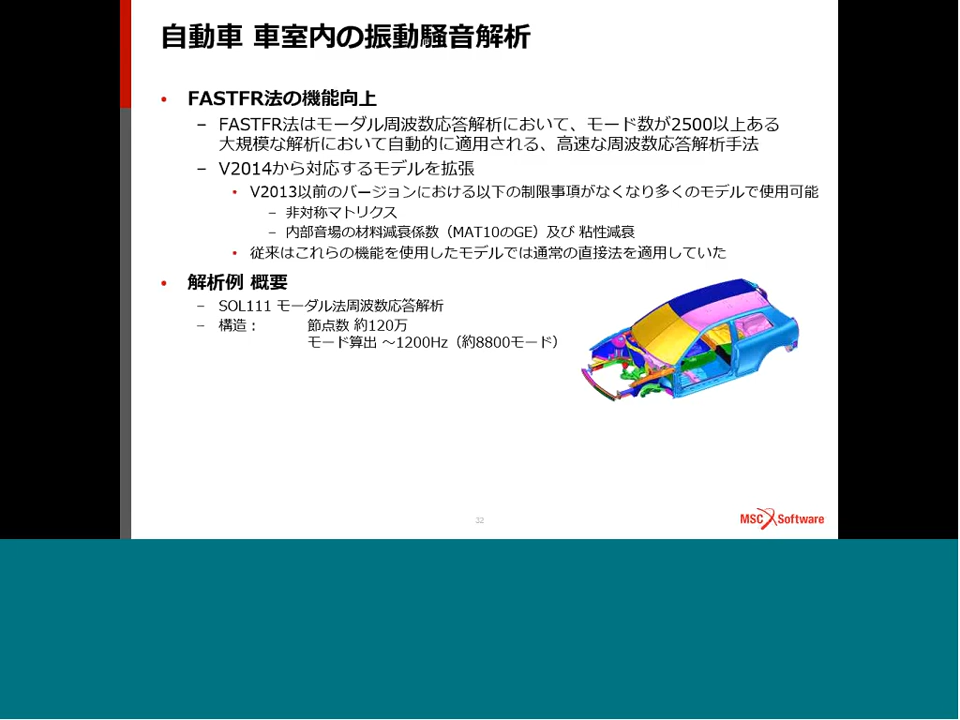 自動車 車室内の振動騒音解析
• FASTFR法の機能向上
– FASTFR法はモーダル周波数応答解析において、モード数が2500以上ある
大規模な解析において自動的に適用される、高速な周波数応答解析手法
– V2014から対応するモデルを拡張
• V2013以前のバージョンにおける以下の制限事項がなくなり多くのモデルで使用可能
– 非対称マトリクス
– 内部音場の材料減衰係数（MAT10のGE）及び 粘性減衰
• 従来はこれらの機能を使用したモデルでは通常の直接法を適用していた
• 解析例 概要
– SOL111 モーダル法周波数応答解析
– 構造： 節点数 約120万
モード算出 ～1200Hz（約8800モード）
32
MSC Software